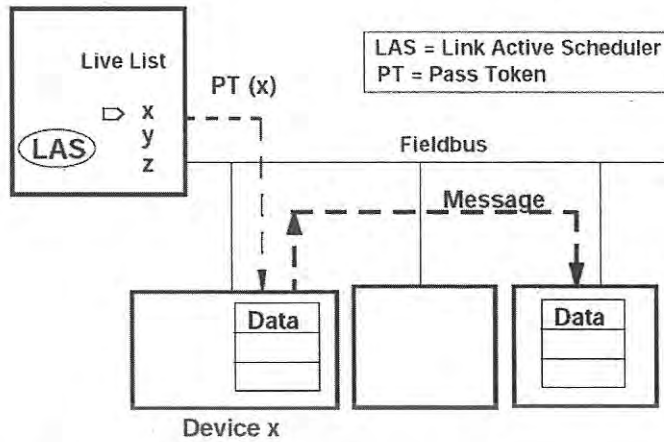 LAS = Link Active Scheduler
PT = Pass Token
Live List
PT (x)
x
y
z
LAS
Fieldbus
Message
Data
Data
Device x